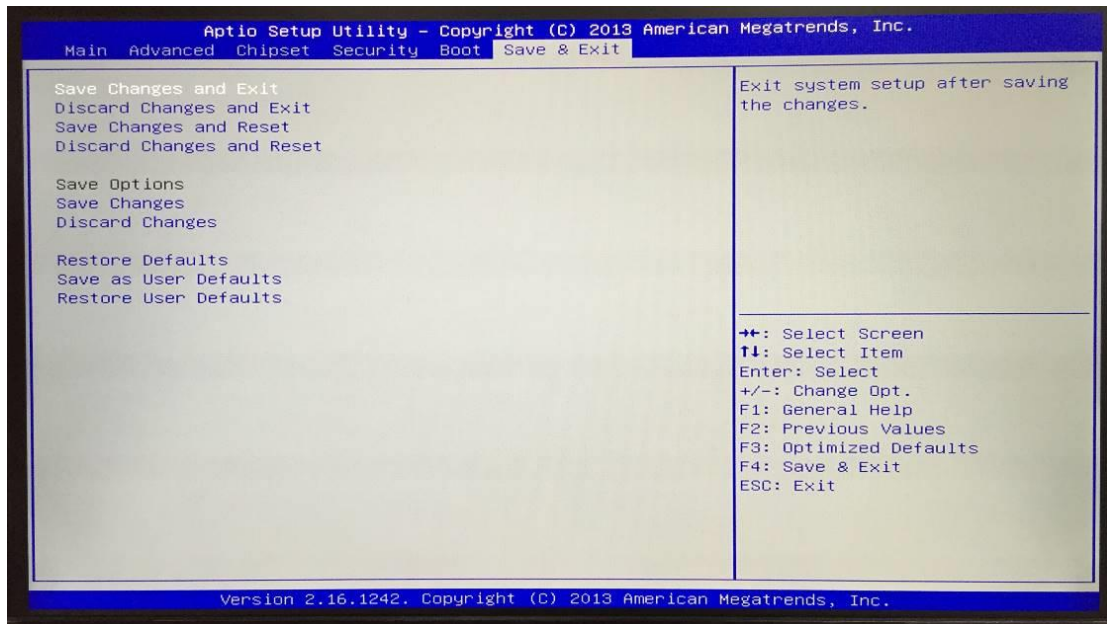 Aptio Setup Utility – Copyright (C) 2013 American Megatrends, Inc.
Main Advanced Chipset Security Boot Save & Exit
Save Changes and Exit
Discard Changes and Exit
Save Changes and Reset
Discard Changes and Reset
Save Options
Save Changes
Discard Changes
Restore Defaults
Save as User Defaults
Restore User Defaults
Exit system setup after saving
the changes.
→←: Select Screen
↑↓: Select Item
Enter: Select
+/-: Change Opt.
F1: General Help
F2: Previous Values
F3: Optimized Defaults
F4: Save & Exit
ESC: Exit
Version 2.16.1242. Copyright (C) 2013 American Megatrends, Inc.